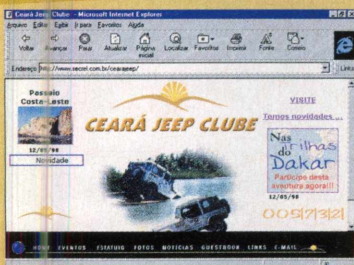 Ceará Jeep Clube - Microsoft Internet Explorer
Arquivo Editar Exibir Ir para Favoritos Ajuda
Voltar Avançar Parar Atualizar Página inicial Localizar Favoritos Imprimir Fonte Correio
Endereço http://www.secrel.com.br/cearajeep/ Links
Passeio
Costa-Leste
12/05/98
Novidade
CEARÁ JEEP CLUBE
VISITE
Temos novidades ...
Nas
trilhas
do
Dakar
Participe desta
aventura agora!!!
12/05/98
00517321
HOME EVENTOS ESTATUTO FOTOS NOTÍCIAS GUESTBOOK LINKS E-MAIL